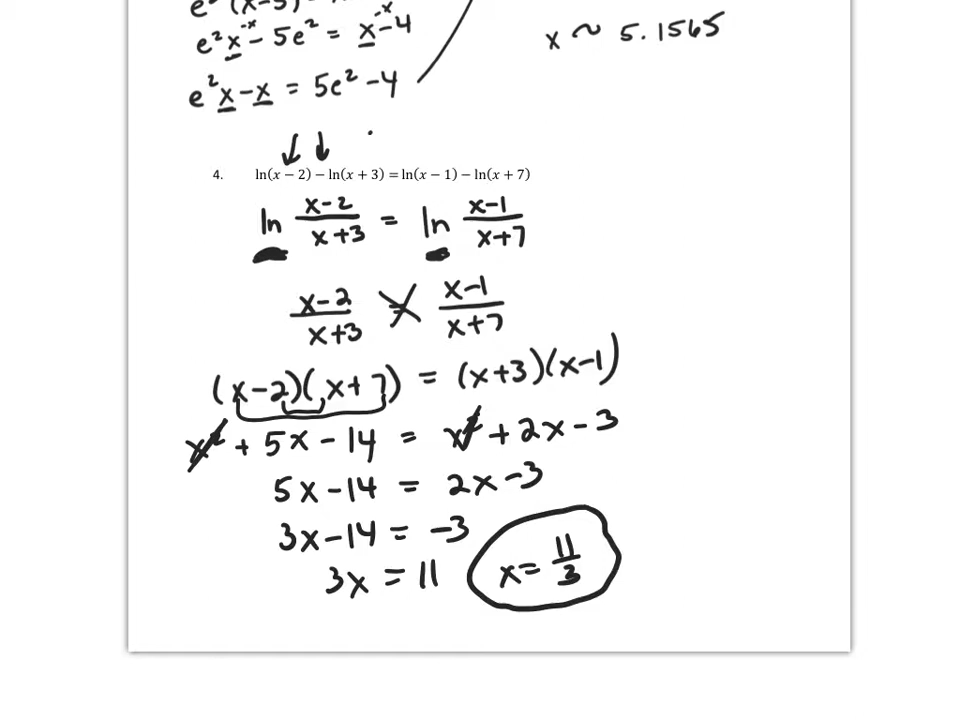 e² (x-5)
e²x -x - 5e² = x -x - 4
x ~ 5.1565
e²x - x = 5e² - 4
4. ln(x − 2) − ln(x + 3) = ln(x − 1) − ln(x + 7)
ln x-2/x+3 = ln x-1/x+7
x-2/x+3 x-1/x+7
(x-2)(x+7) = (x+3)(x-1)
x² + 5x - 14 = x² + 2x - 3
5x - 14 = 2x - 3
3x - 14 = -3
3x = 11 x = 11/3